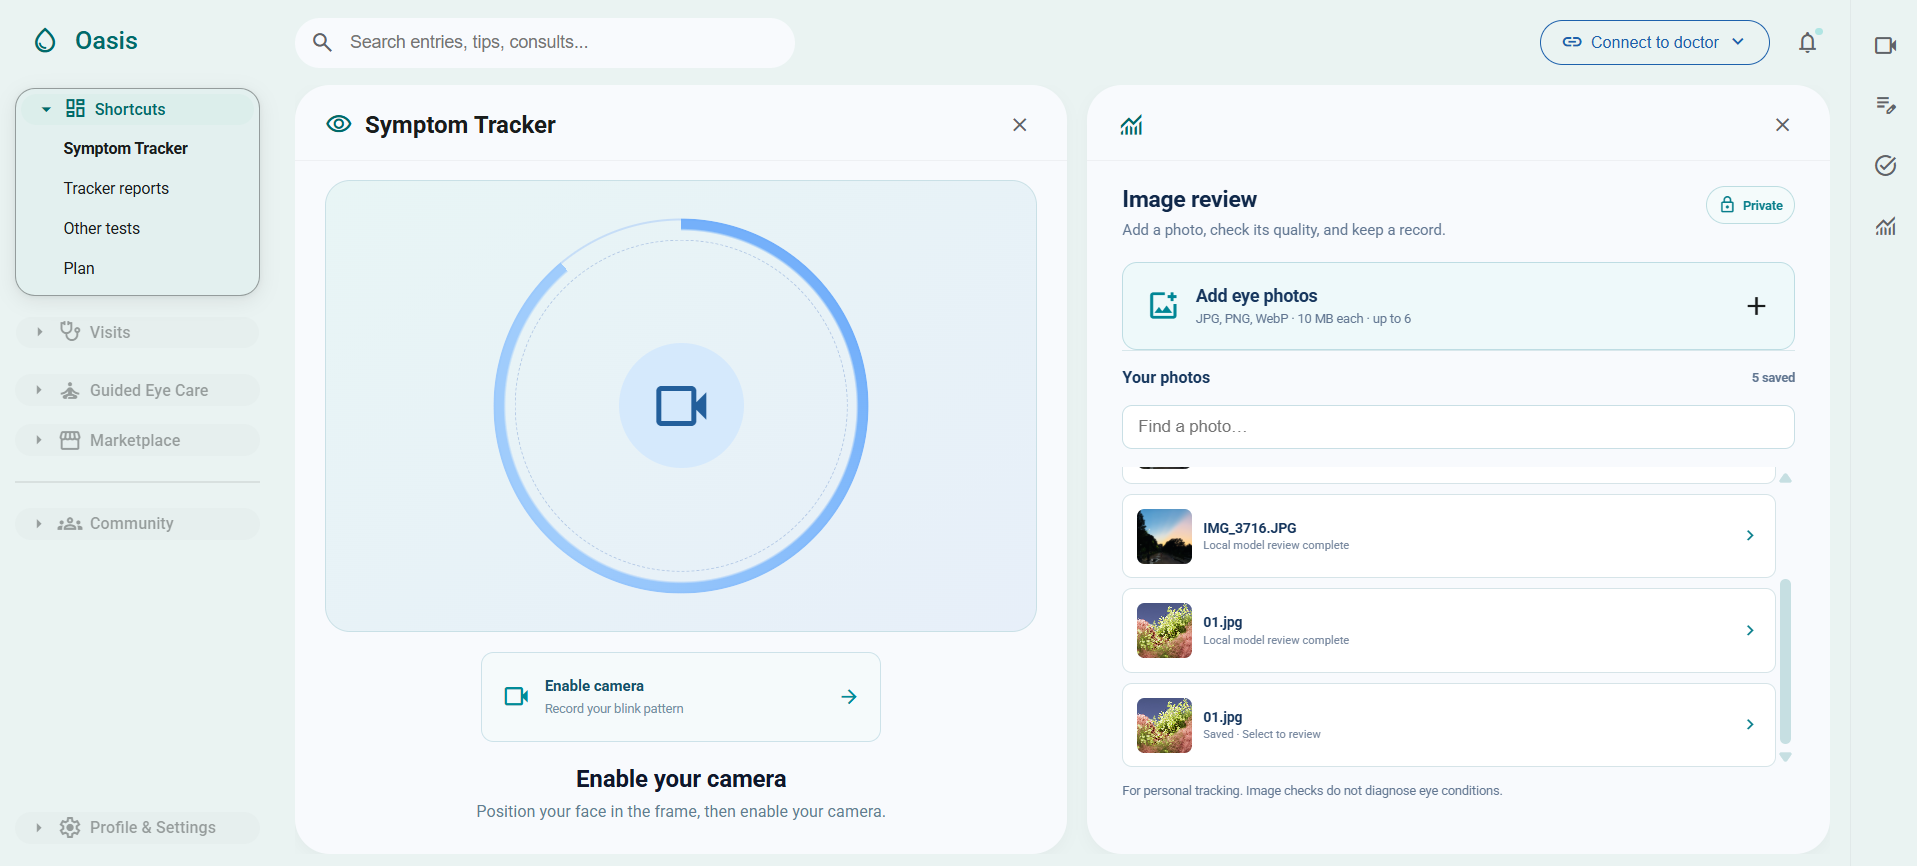 Oasis
Search entries, tips, consults...
Connect to doctor
Shortcuts
Symptom Tracker
Tracker reports
Other tests
Plan
Visits
Guided Eye Care
Marketplace
Community
Profile & Settings
Symptom Tracker
Enable camera
Record your blink pattern
Enable your camera
Position your face in the frame, then enable your camera.
Image review
Private
Add a photo, check its quality, and keep a record.
Add eye photos
JPG, PNG, WebP · 10 MB each · up to 6
Your photos
5 saved
Find a photo...
IMG_3716.JPG
Local model review complete
01.jpg
Local model review complete
01.jpg
Saved · Select to review
For personal tracking. Image checks do not diagnose eye conditions.